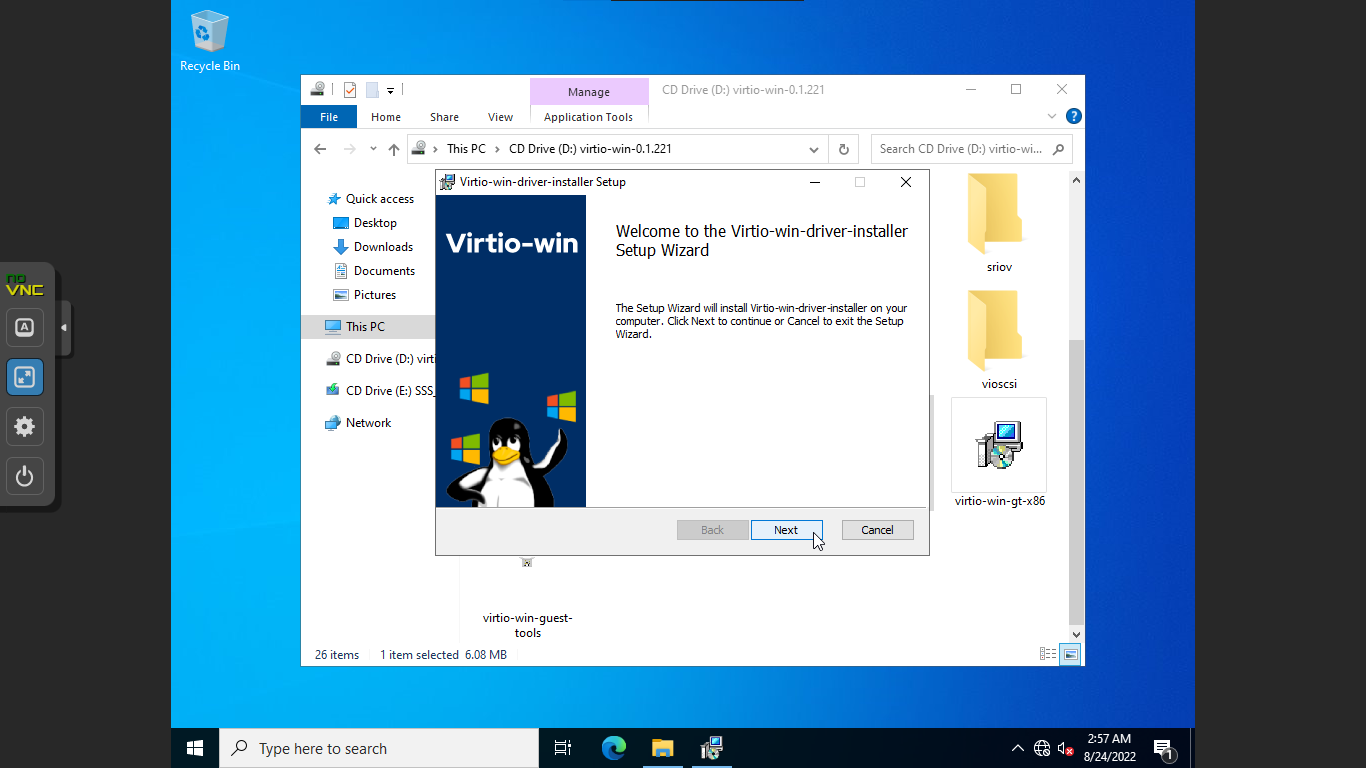 Recycle Bin
Manage
CD Drive (D:) virtio-win-0.1.221
File
Home
Share
View
Application Tools
This PC
CD Drive (D:) virtio-win-0.1.221
Search CD Drive (D:) virtio-wi...
Quick access
Desktop
Downloads
Documents
Pictures
This PC
CD Drive (D:) virti
CD Drive (E:) SSS_
Network
Virtio-win-driver-installer Setup
Virtio-win
Welcome to the Virtio-win-driver-installer
Setup Wizard
The Setup Wizard will install Virtio-win-driver-installer on your
computer. Click Next to continue or Cancel to exit the Setup
Wizard.
Back
Next
Cancel
sriov
vioscsi
virtio-win-gt-x86
virtio-win-guest-
tools
26 items
1 item selected 6.08 MB
no
VNC
A
Type here to search
2:57 AM
8/24/2022
1